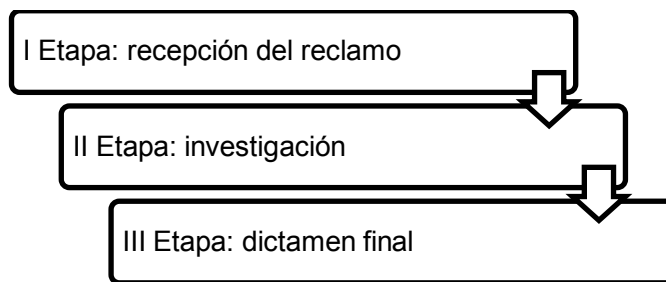 I Etapa: recepción del reclamo
II Etapa: investigación
III Etapa: dictamen final